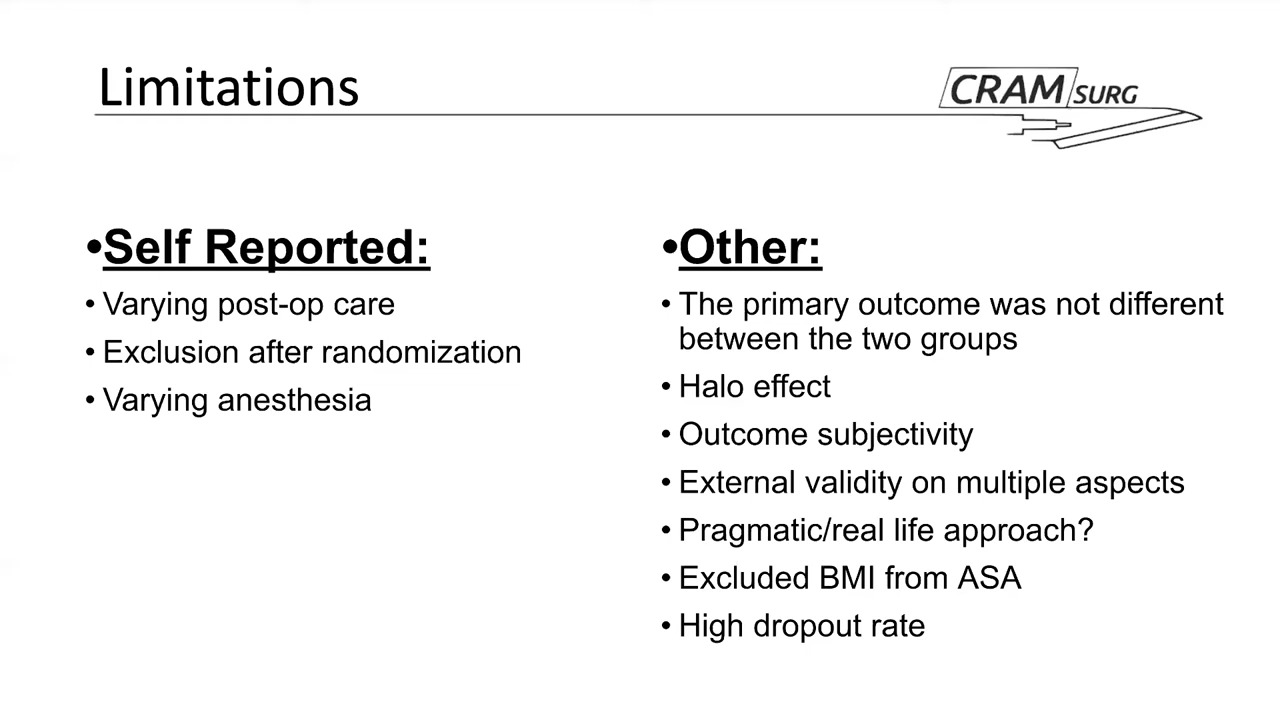 Limitations
CRAM SURG
•Self Reported:
• Varying post-op care
• Exclusion after randomization
• Varying anesthesia
•Other:
• The primary outcome was not different
between the two groups
• Halo effect
• Outcome subjectivity
• External validity on multiple aspects
• Pragmatic/real life approach?
• Excluded BMI from ASA
• High dropout rate